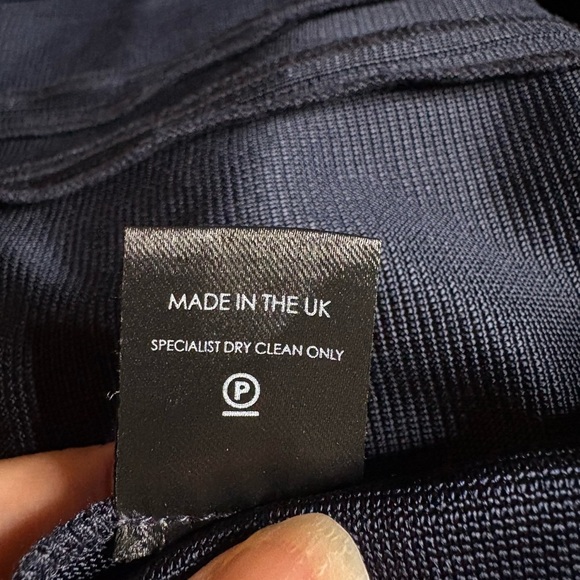 MADE IN THE UK
SPECIALIST DRY CLEAN ONLY
P